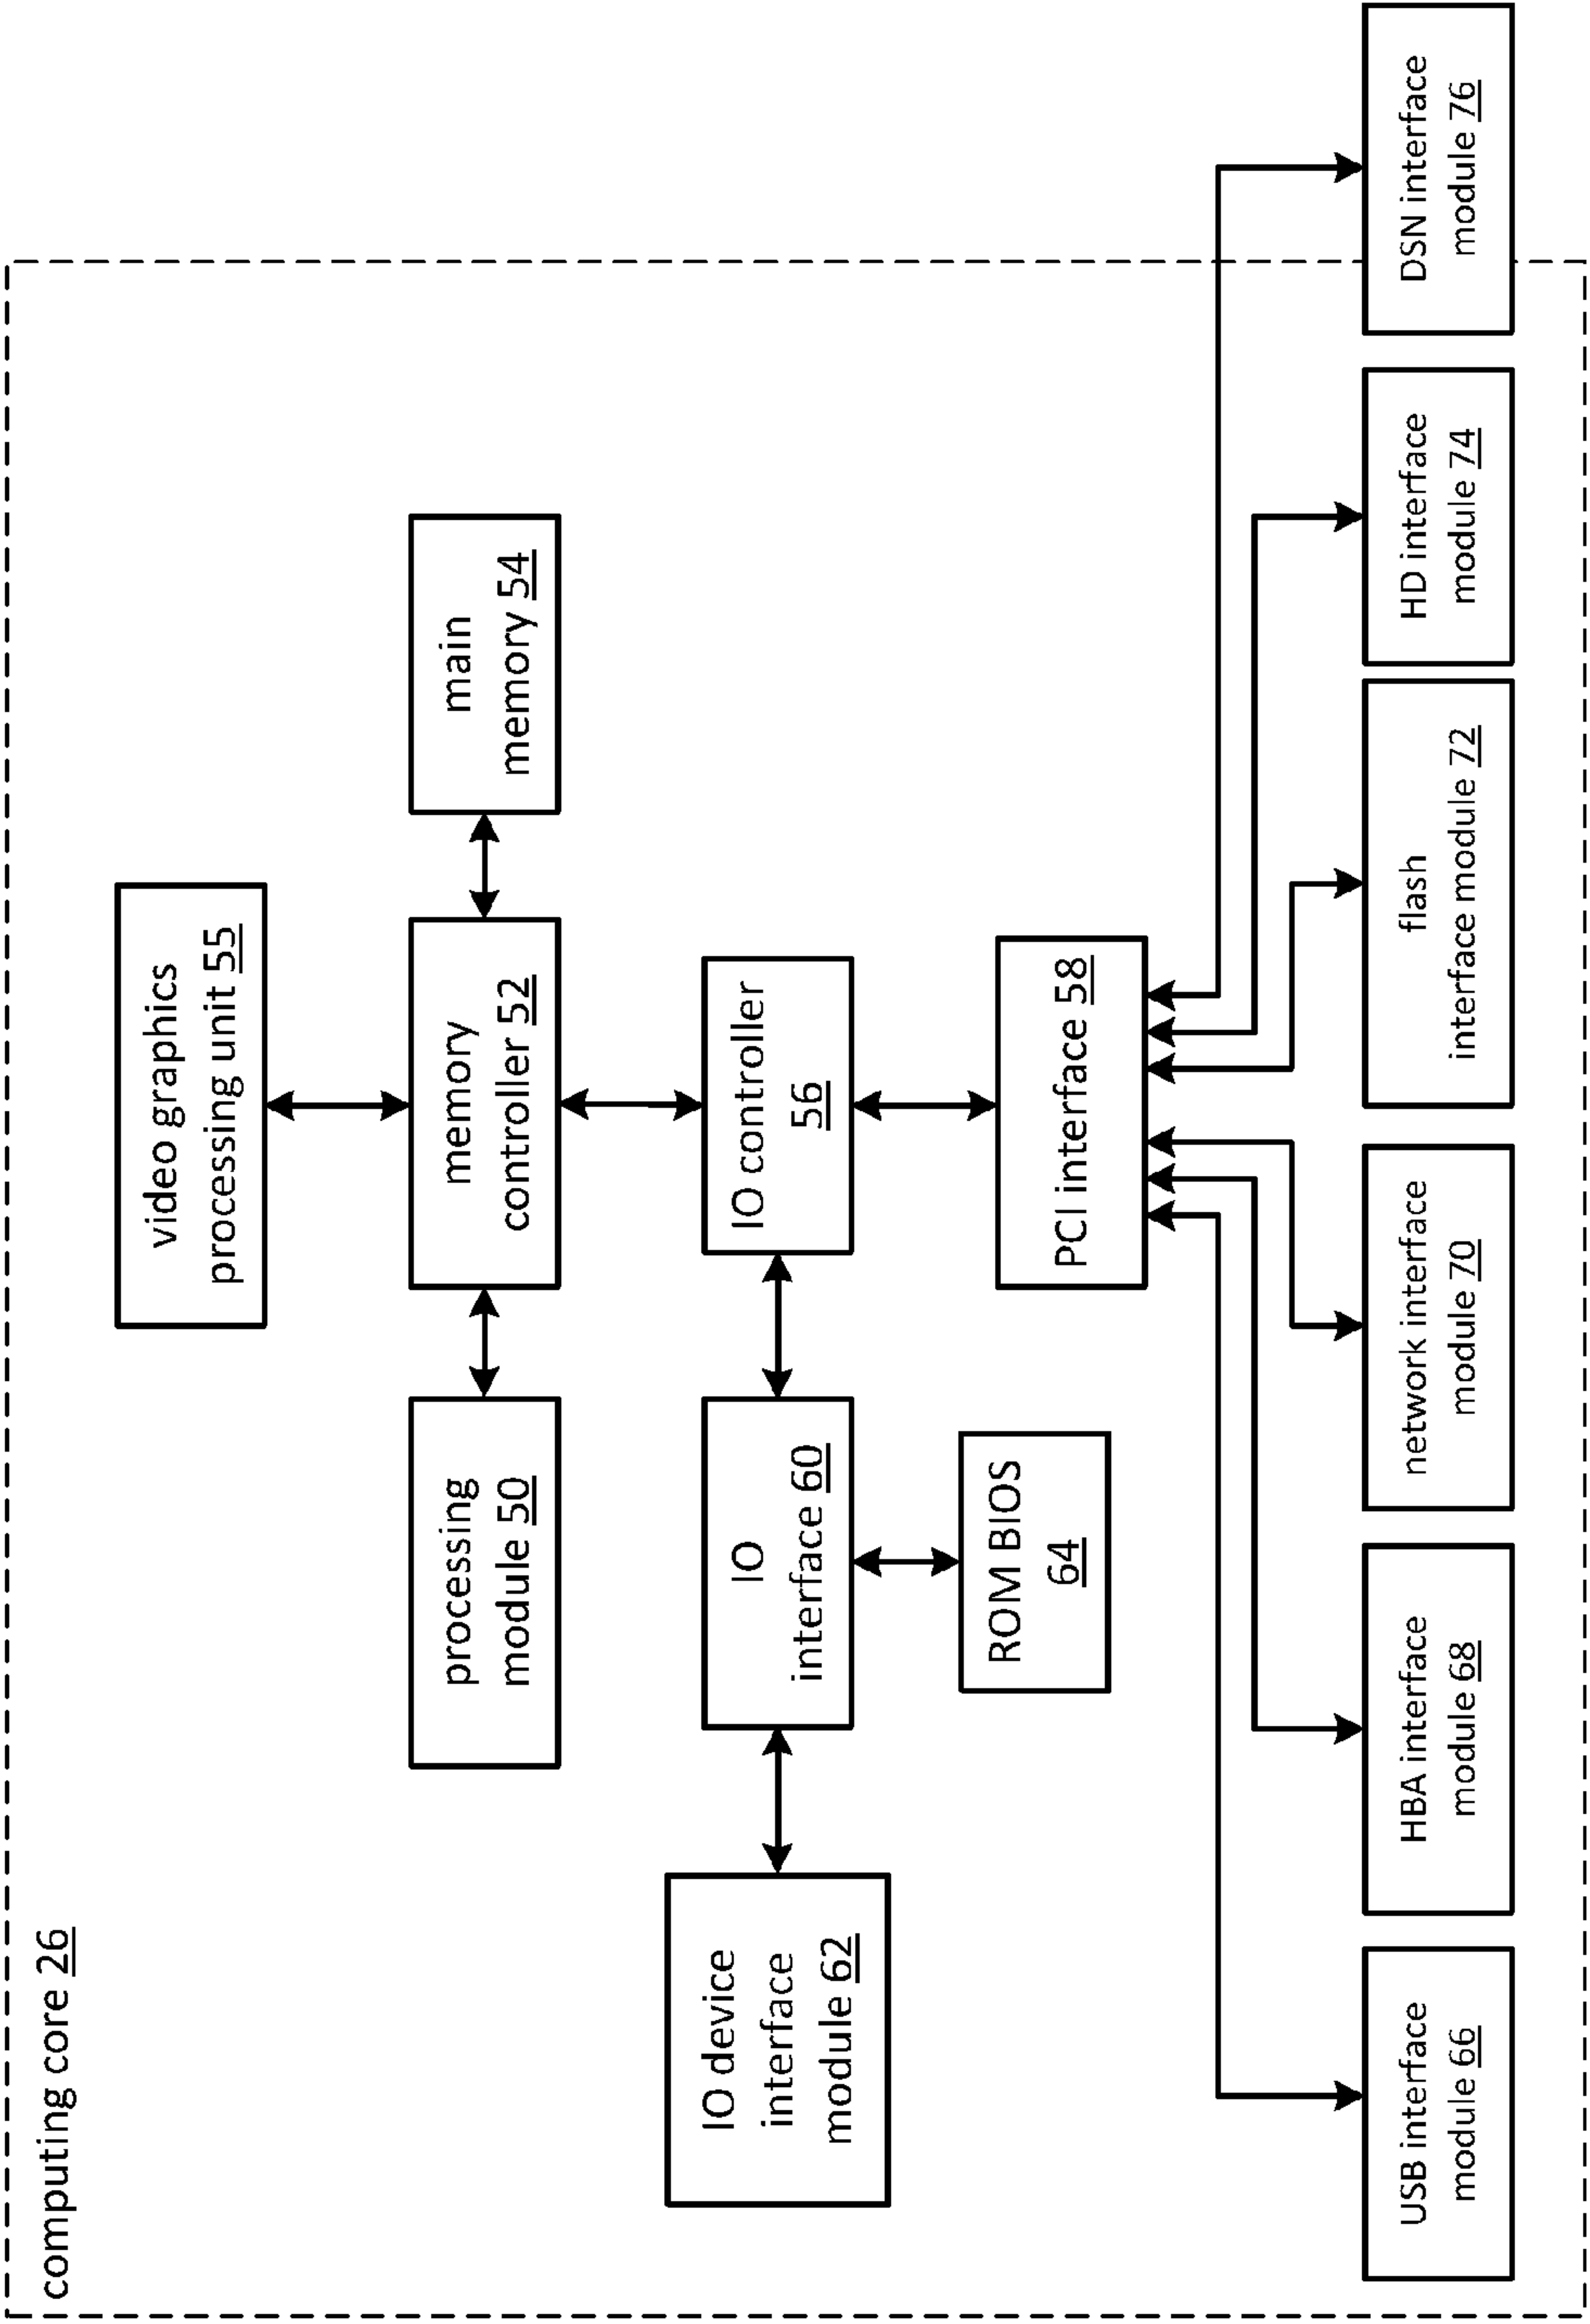 computing core 26
video graphics
processing unit 55
processing
module 50
memory
controller 52
main
memory 54
IO device
interface
module 62
IO
interface 60
IO controller
56
ROM BIOS
64
PCI interface 58
USB interface
module 66
HBA interface
module 68
network interface
module 70
flash
interface module 72
HD interface
module 74
DSN interface
module 76